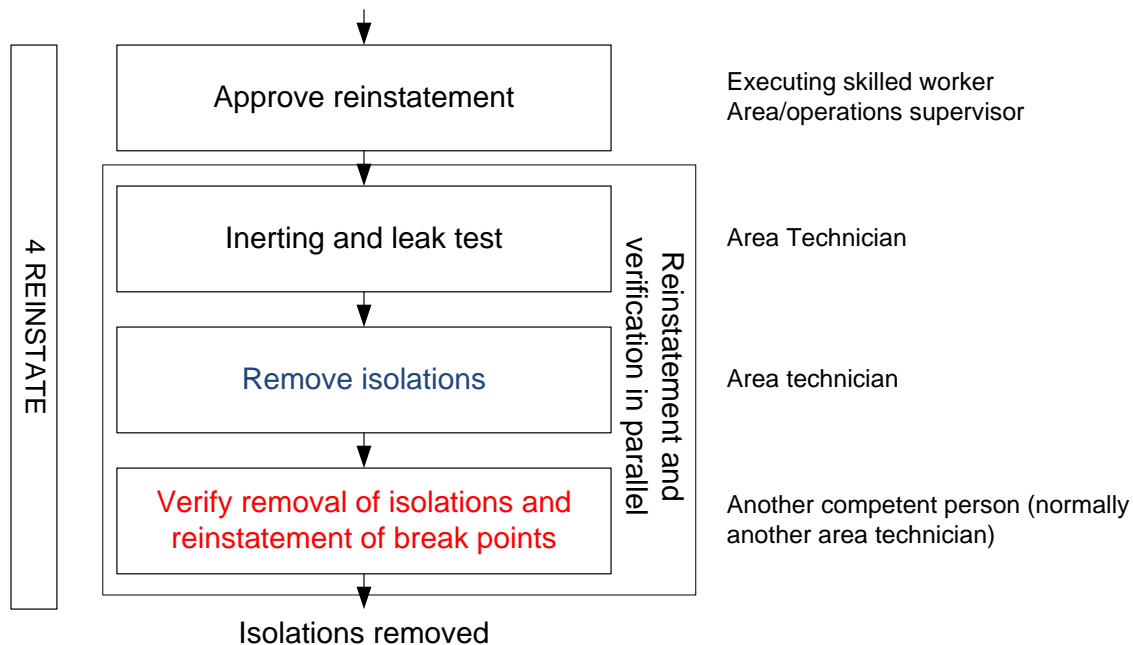 4 REINSTATE
Approve reinstatement
Executing skilled worker
Area/operations supervisor
Reinstatement and
verification in parallel
Inerting and leak test
Area Technician
Remove isolations
Area technician
Verify removal of isolations and
reinstatement of break points
Another competent person (normally
another area technician)
Isolations removed